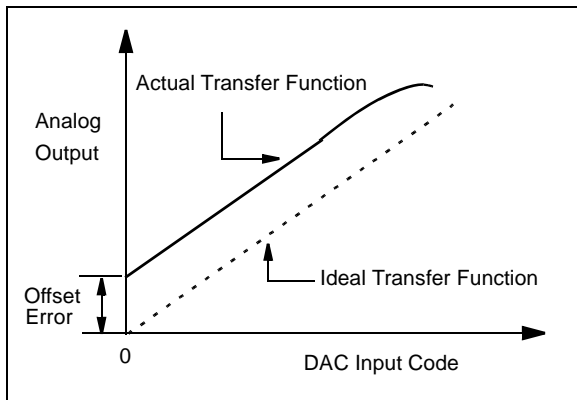 Actual Transfer Function
Analog
Output
Ideal Transfer Function
Offset
Error
0
DAC Input Code